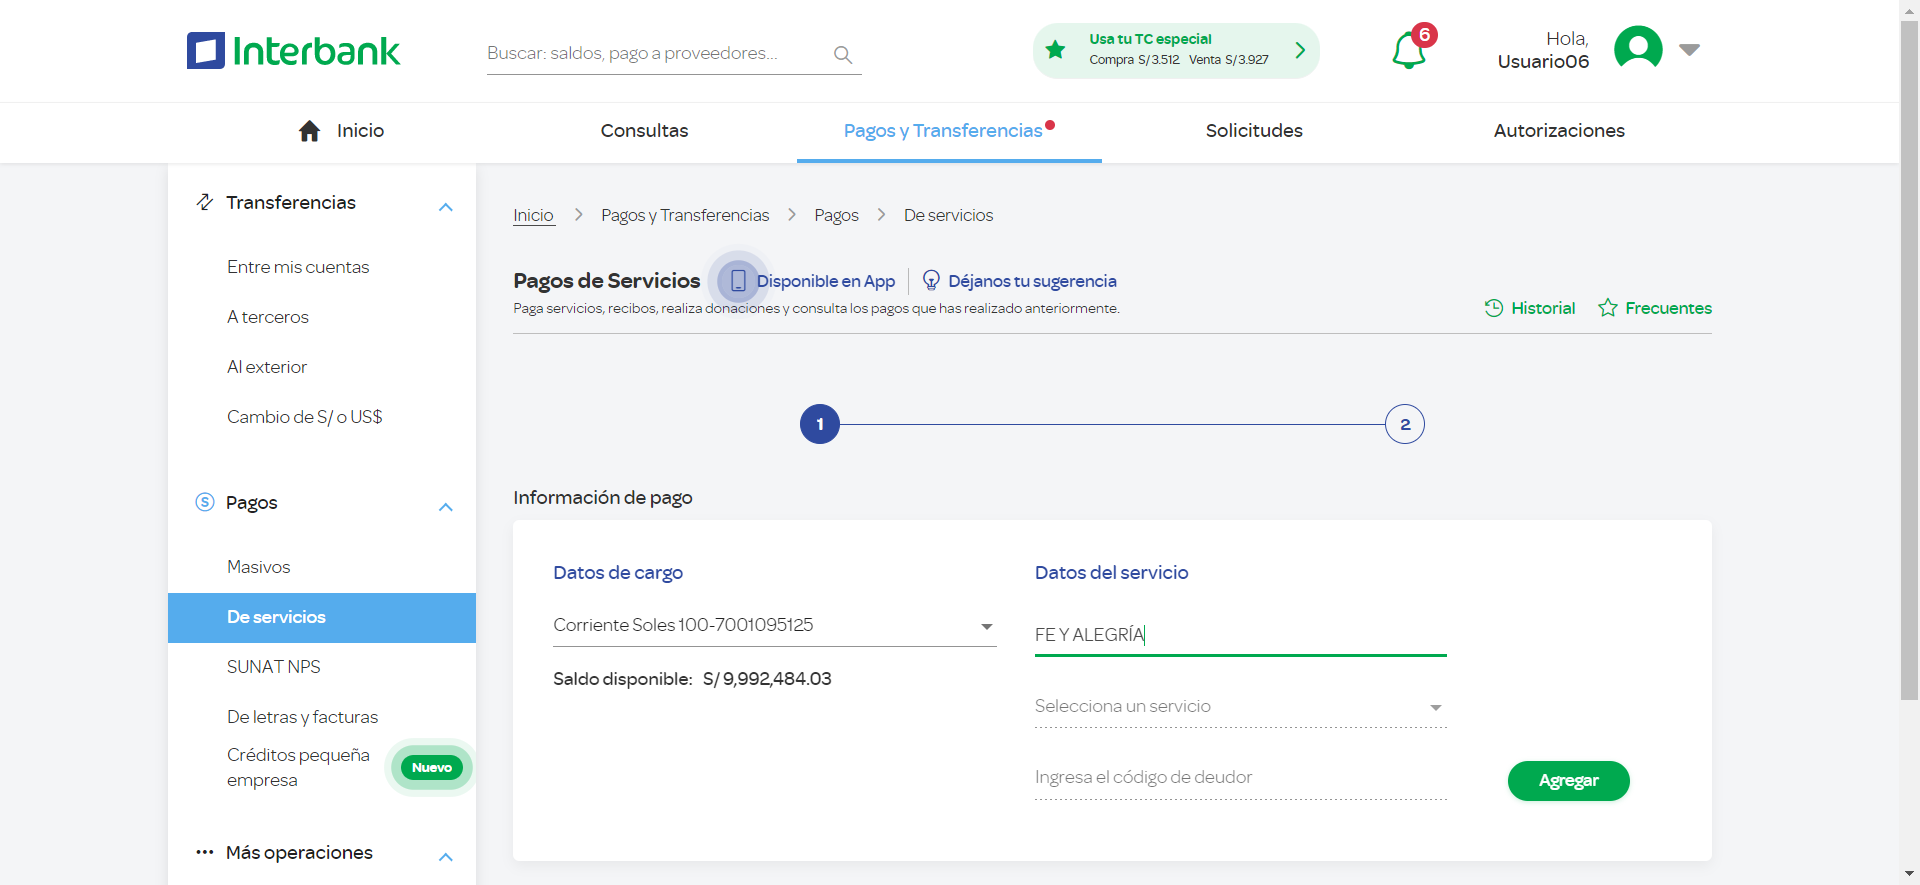 Interbank
Buscar: saldos, pago a proveedores...
Usa tu TC especial
Compra S/3.512 Venta S/3.927
6
Hola,
Usuario06
Inicio
Consultas
Pagos y Transferencias
Solicitudes
Autorizaciones
Transferencias
Entre mis cuentas
A terceros
Al exterior
Cambio de S/ o US$
S Pagos
Masivos
De servicios
SUNAT NPS
De letras y facturas
Créditos pequeña
empresa
Nuevo
Más operaciones
Inicio > Pagos y Transferencias > Pagos > De servicios
Pagos de Servicios
Disponible en App
Déjanos tu sugerencia
Paga servicios, recibos, realiza donaciones y consulta los pagos que has realizado anteriormente.
Historial
Frecuentes
1
2
Información de pago
Datos de cargo
Corriente Soles 100-7001095125
Saldo disponible: S/ 9,992,484.03
Datos del servicio
FE Y ALEGRÍA
Selecciona un servicio
Ingresa el código de deudor
Agregar